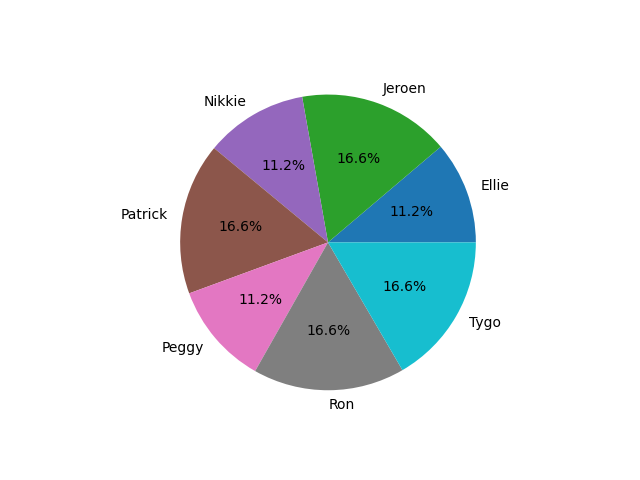 Jeroen
Nikkie
16.6%
11.2%
Ellie
11.2%
Patrick
16.6%
16.6%
11.2%
Tygo
16.6%
Peggy
Ron